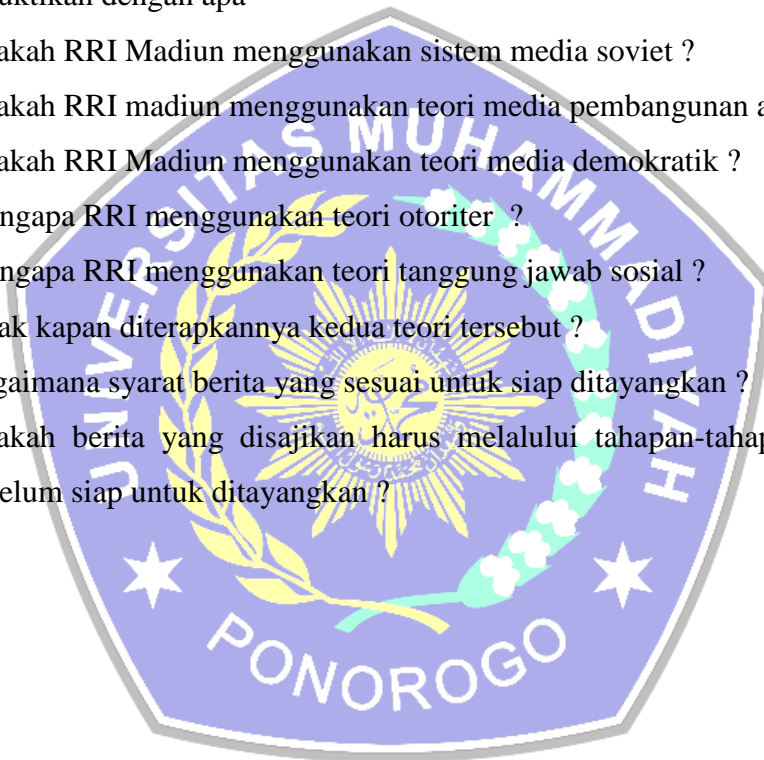 uktikan dengan apa
akah RRI Madiun menggunakan sistem media soviet ?
akah RRI madiun menggunakan teori media pembangunan a
akah RRI Madiun menggunakan teori media demokratik ?
ngapa RRI menggunakan teori otoriter ?
ngapa RRI menggunakan teori tanggung jawab sosial ?
ak kapan diterapkannya kedua teori tersebut ?
gaimana syarat berita yang sesuai untuk siap ditayangkan ?
akah berita yang disajikan harus melalului tahapan-tahap
elum siap untuk ditayangkan ?
UNIVERSITAS MUHAMMADIYAH
PONOROGO